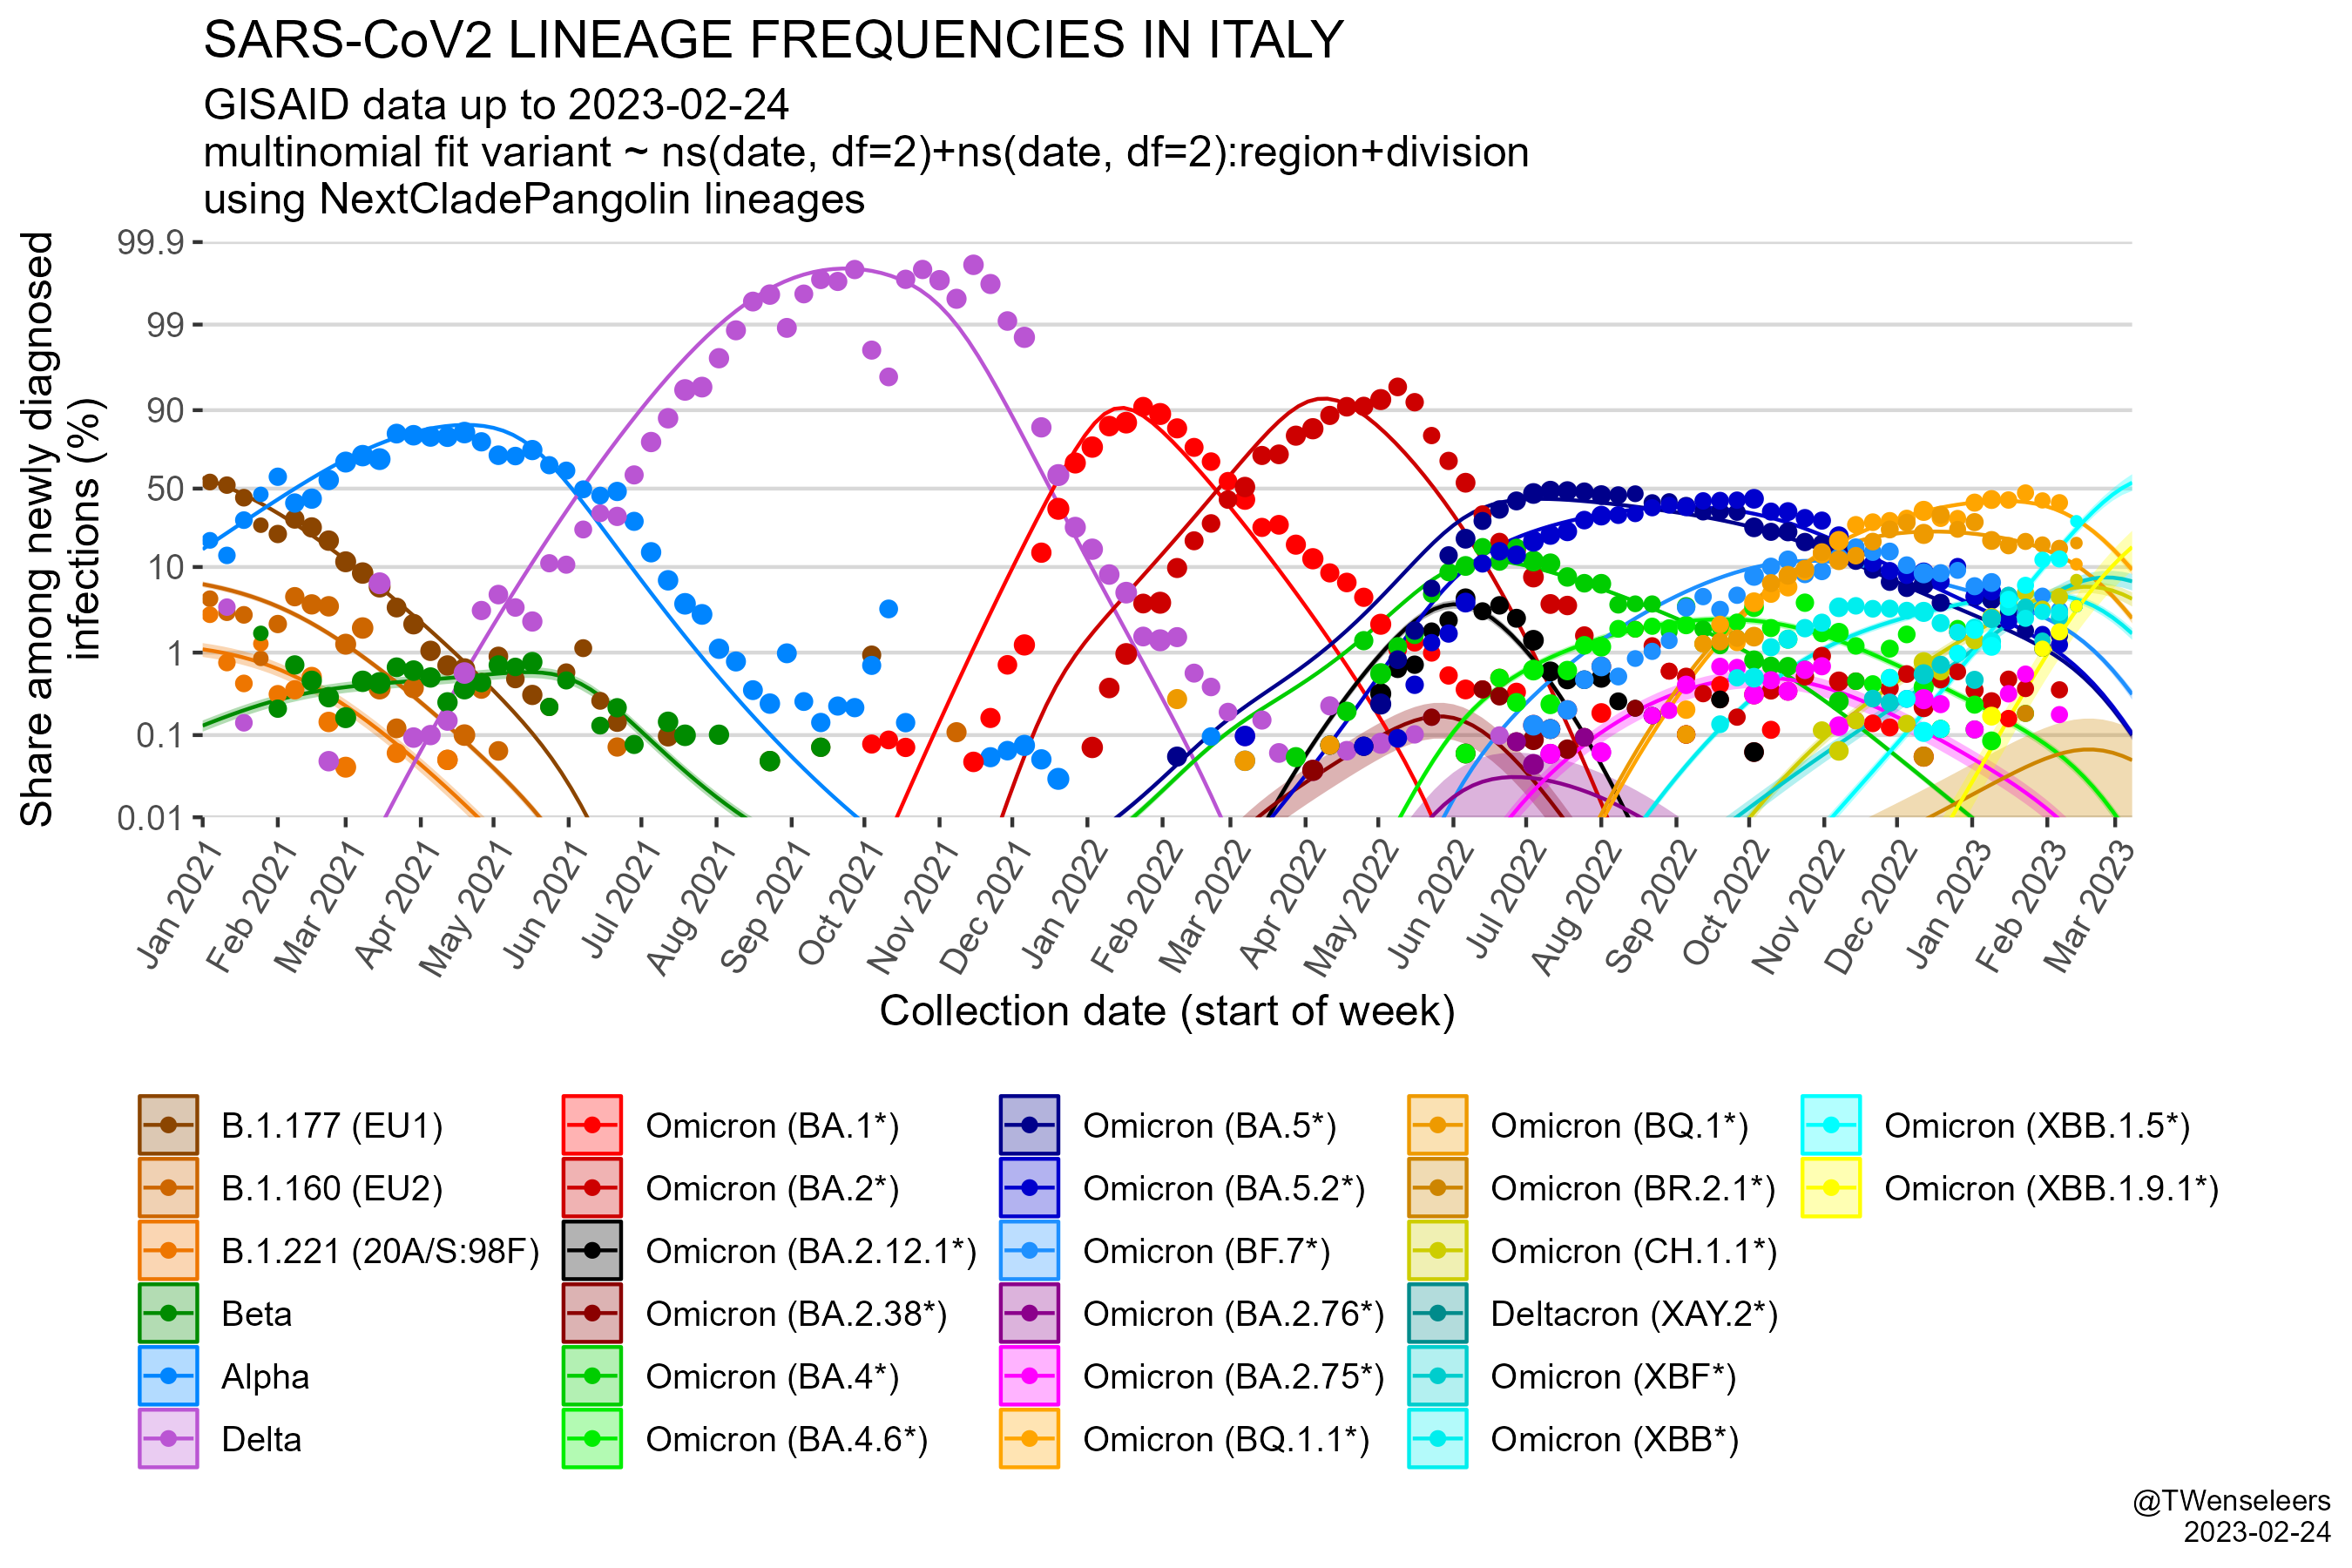 SARS-CoV2 LINEAGE FREQUENCIES IN ITALY
GISAID data up to 2023-02-24
multinomial fit variant ~ ns(date, df=2)+ns(date, df=2):region+division
using NextCladePangolin lineages
Share among newly diagnosed
infections (%)
99.9
99
90
50
10
1
0.1
0.01
Jan 2021
Feb 2021
Mar 2021
Apr 2021
May 2021
Jun 2021
Jul 2021
Aug 2021
Sep 2021
Oct 2021
Nov 2021
Dec 2021
Jan 2022
Feb 2022
Mar 2022
Apr 2022
May 2022
Jun 2022
Jul 2022
Aug 2022
Sep 2022
Oct 2022
Nov 2022
Dec 2022
Jan 2023
Feb 2023
Mar 2023
Collection date (start of week)
B.1.177 (EU1)
B.1.160 (EU2)
B.1.221 (20A/S:98F)
Beta
Alpha
Delta
Omicron (BA.1*)
Omicron (BA.2*)
Omicron (BA.2.12.1*)
Omicron (BA.2.38*)
Omicron (BA.4*)
Omicron (BA.4.6*)
Omicron (BA.5*)
Omicron (BA.5.2*)
Omicron (BF.7*)
Omicron (BA.2.76*)
Omicron (BA.2.75*)
Omicron (BQ.1.1*)
Omicron (BQ.1*)
Omicron (BR.2.1*)
Omicron (CH.1.1*)
Deltacron (XAY.2*)
Omicron (XBF*)
Omicron (XBB*)
Omicron (XBB.1.5*)
Omicron (XBB.1.9.1*)
@TWenseleers
2023-02-24